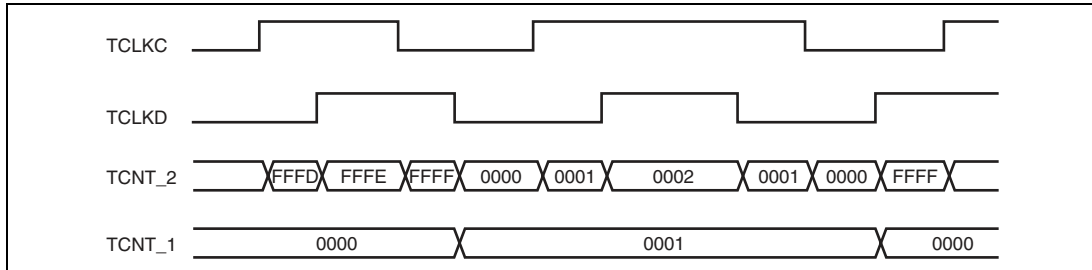 TCLKC
TCLKD
TCNT_2 FFFD FFFE FFFF 0000 0001 0002 0001 0000 FFFF
TCNT_1 0000 0001 0000